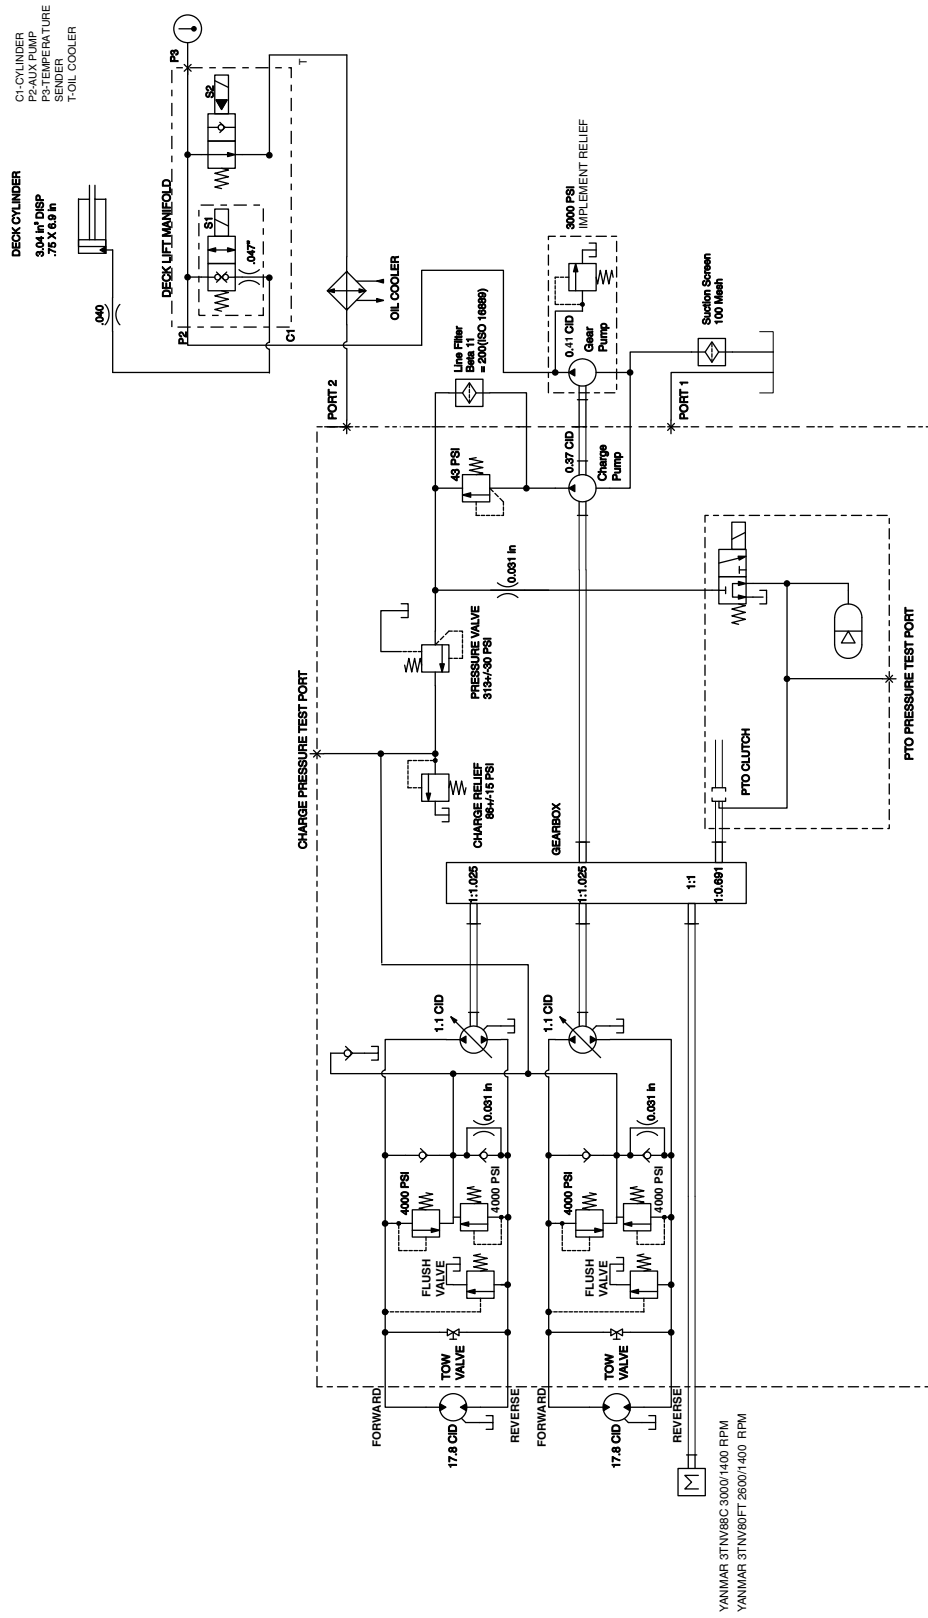 C1-CYLINDER
P2-AUX PUMP
P3-TEMPERATURE
SENDER
T-OIL COOLER
DECK CYLINDER
3.04 in³ DISP
.75 X 6.9 in
.040
DECK LIFT MANIFOLD
P3
S2
S1
.047"
T
P2
C1
OIL COOLER
PORT 2
3000 PSI
IMPLEMENT RELIEF
Line Filter
Beta 11
= 200(ISO 16889)
0.41 CID
Gear
Pump
Suction Screen
100 Mesh
PORT 1
43 PSI
0.37 CID
Charge
Pump
0.031 in
PRESSURE VALVE
313+/-30 PSI
CHARGE PRESSURE TEST PORT
CHARGE RELIEF
86+/-15 PSI
PTO CLUTCH
PTO PRESSURE TEST PORT
GEARBOX
1:1.025
1:1.025
1:1
1:0.691
1.1 CID
1.1 CID
0.031 in
0.031 in
4000 PSI
4000 PSI
4000 PSI
4000 PSI
FLUSH
VALVE
FLUSH
VALVE
TOW
VALVE
TOW
VALVE
FORWARD
REVERSE
FORWARD
REVERSE
17.8 CID
17.8 CID
M
YANMAR 3TNV88C 3000/1400 RPM
YANMAR 3TNV80FT 2600/1400 RPM